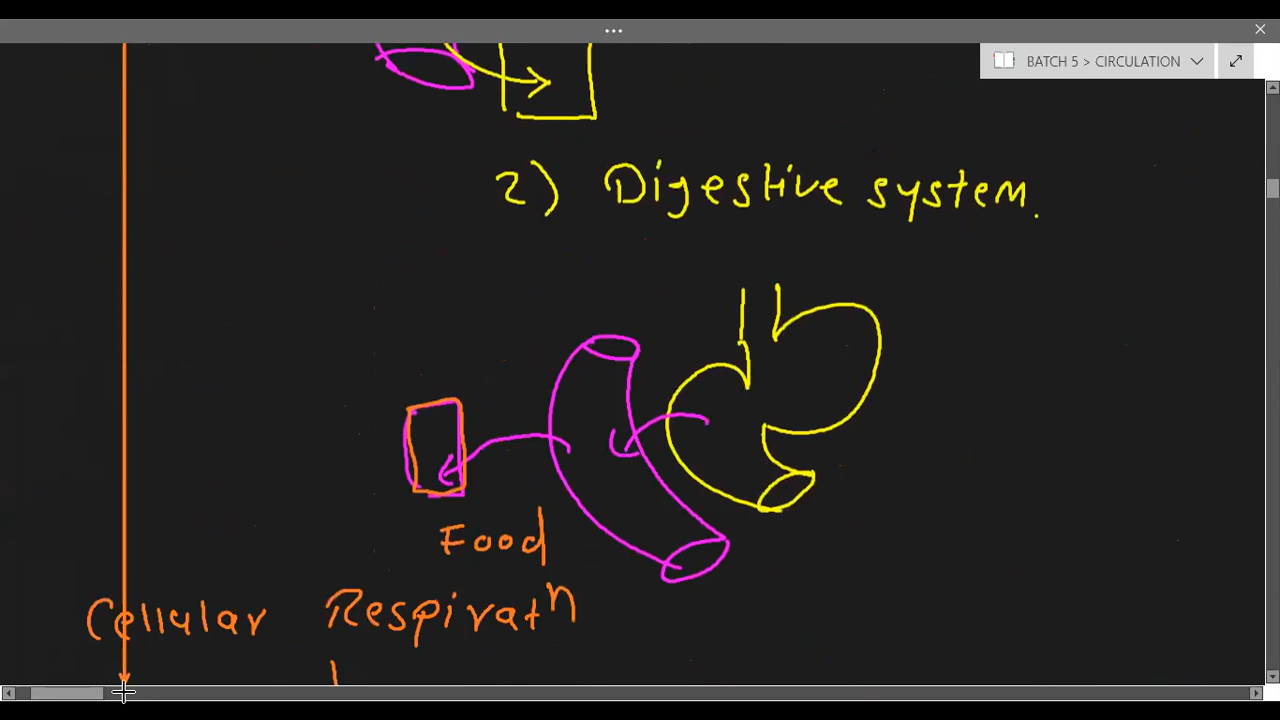 BATCH 5 > CIRCULATION
2) Digestive system.
Food
Cellular Respiratn